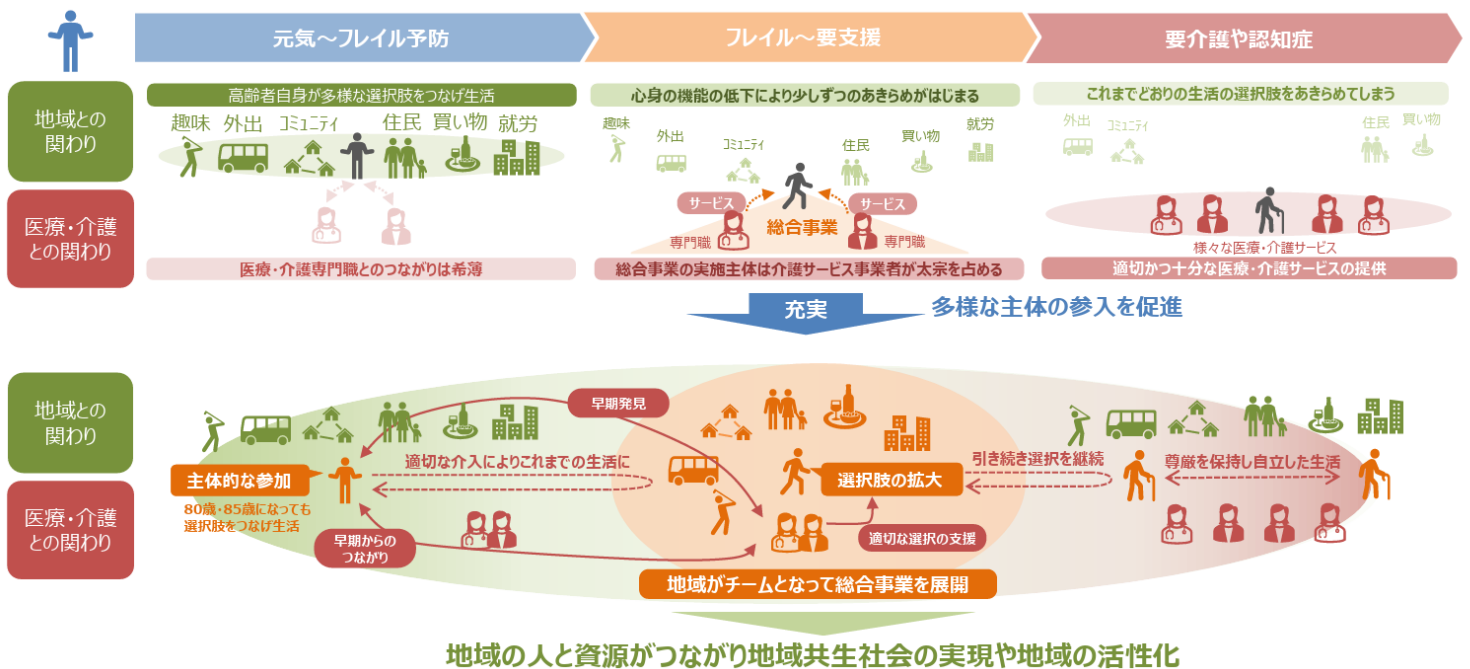 元気～フレイル予防
フレイル～要支援
要介護や認知症
地域との
関わり
高齢者自身が多様な選択肢をつなげ生活
趣味 外出 コミュニティ 住民 買い物 就労
心身の機能の低下により少しずつのあきらめがはじまる
趣味 外出 コミュニティ 住民 買い物 就労
これまでどおりの生活の選択肢をあきらめてしまう
外出 コミュニティ 住民 買い物
医療・介護
との関わり
医療・介護専門職とのつながりは希薄
サービス サービス
総合事業
専門職 専門職
総合事業の実施主体は介護サービス事業者が太宗を占める
様々な医療・介護サービス
適切かつ十分な医療・介護サービスの提供
充実
多様な主体の参入を促進
地域との
関わり
医療・介護
との関わり
早期発見
適切な介入によりこれまでの生活に
主体的な参加
80歳・85歳になっても
選択肢をつなげ生活
早期からの
つながり
選択肢の拡大
適切な選択の支援
引き続き選択を継続
尊厳を保持し自立した生活
地域がチームとなって総合事業を展開
地域の人と資源がつながり地域共生社会の実現や地域の活性化